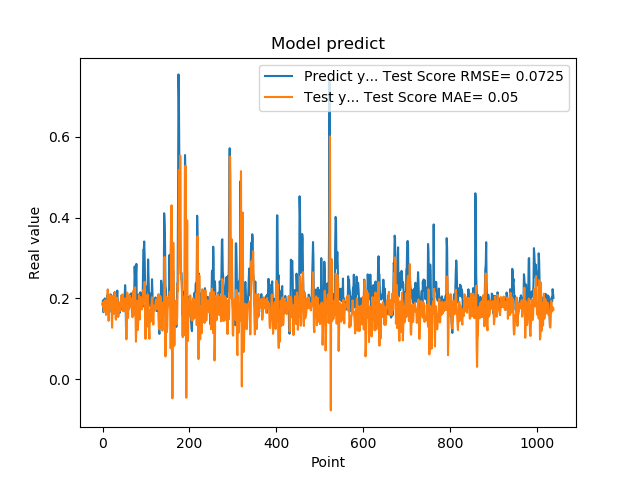 Model predict
Predict y... Test Score RMSE= 0.0725
Test y... Test Score MAE= 0.05
Real value
0.6
0.4
0.2
0.0
0 200 400 600 800 1000
Point